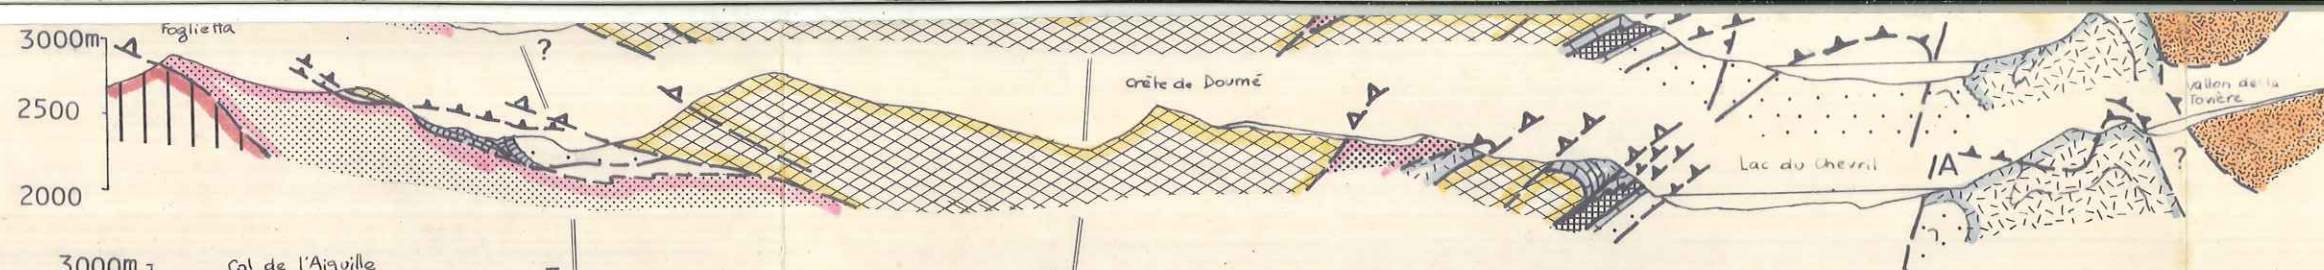 Foglietta
3000m
?
Crête de Doumé
2500
vallon de la
Tovière
Lac du Chevril
A
?
2000
?
3000m
Col de l'Aiguille